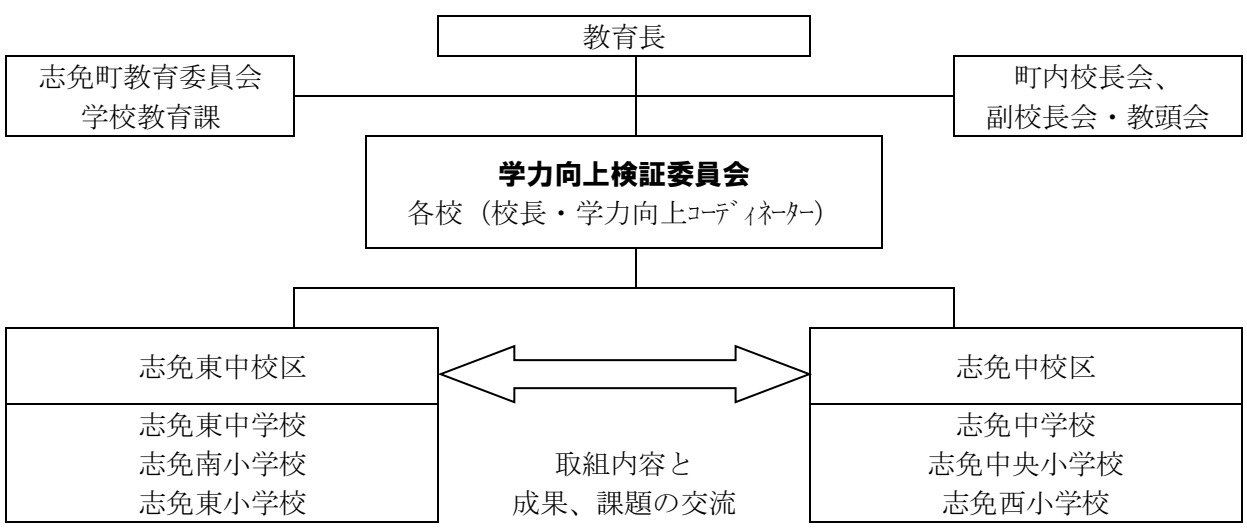 教育長
志免町教育委員会
学校教育課
町内校長会、
副校長会・教頭会
学力向上検証委員会
各校（校長・学力向上ｺｰﾃﾞｨﾈｰﾀｰ）
志免東中校区
志免東中学校
志免南小学校
志免東小学校
取組内容と
成果、課題の交流
志免中校区
志免中学校
志免中央小学校
志免西小学校